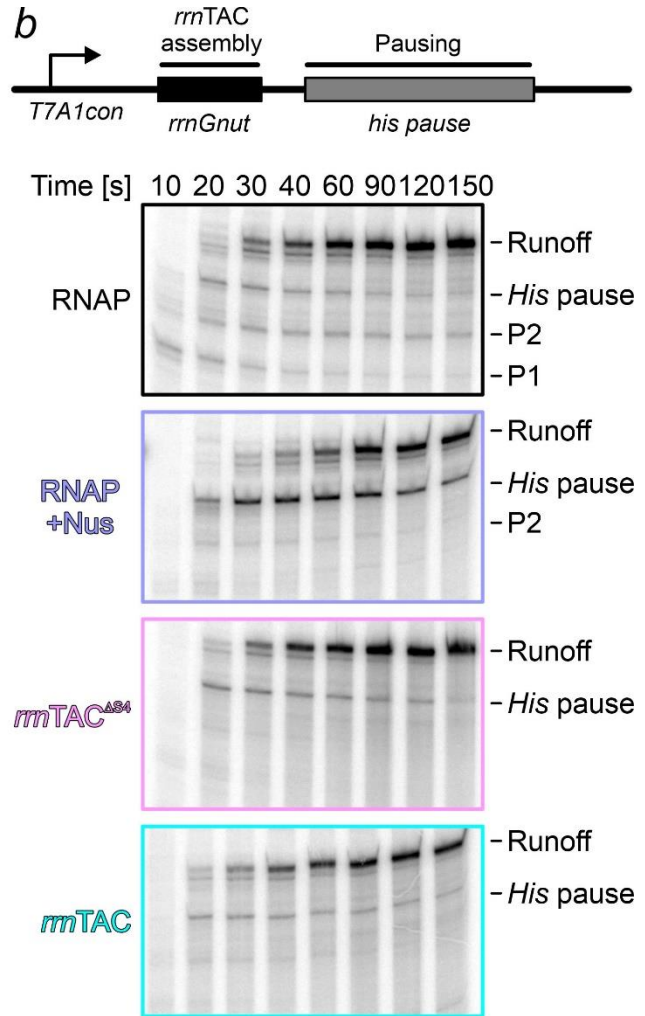 b
rrnTAC
assembly
Pausing
T7A1con
rrnGnut
his pause
Time [s] 10 20 30 40 60 90 120 150
RNAP
Runoff
His pause
P2
P1
RNAP
+Nus
Runoff
His pause
P2
rrnTACΔS4
Runoff
His pause
rrnTAC
Runoff
His pause